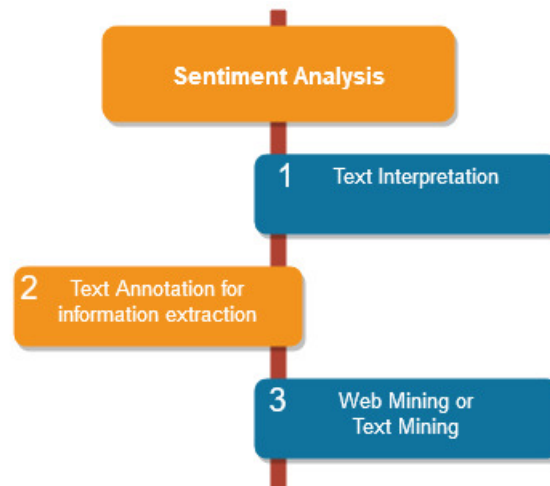 Sentiment Analysis
1 Text Interpretation
2 Text Annotation for
information extraction
3 Web Mining or
Text Mining